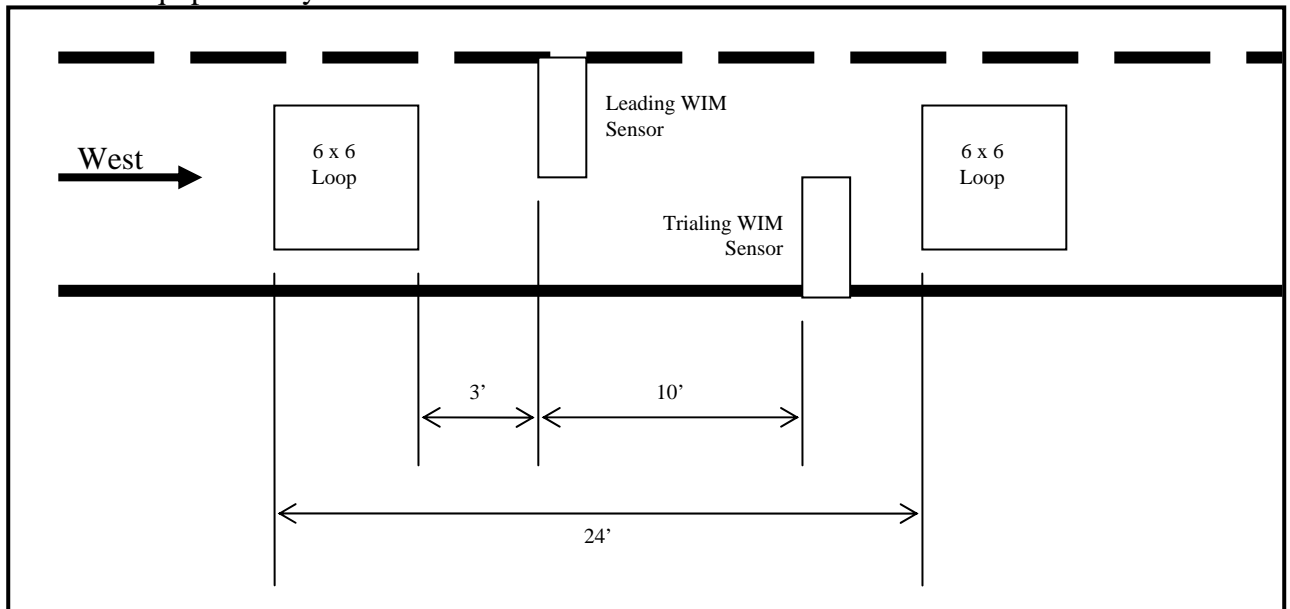 Leading WIM
Sensor
6 x 6
Loop
West
6 x 6
Loop
Trialing WIM
Sensor
3’
10’
24’